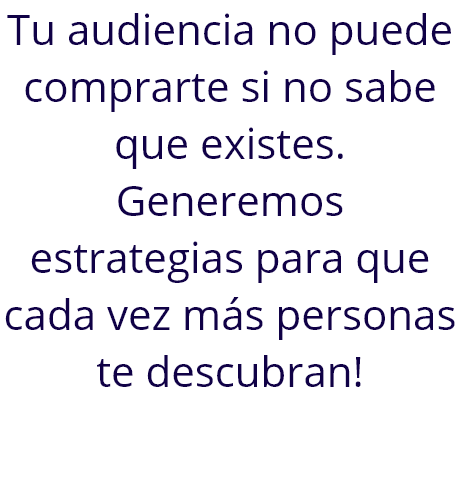 Tu audiencia no puede
comprarte si no sabe
que existes.
Generemos
estrategias para que
cada vez más personas
te descubran!